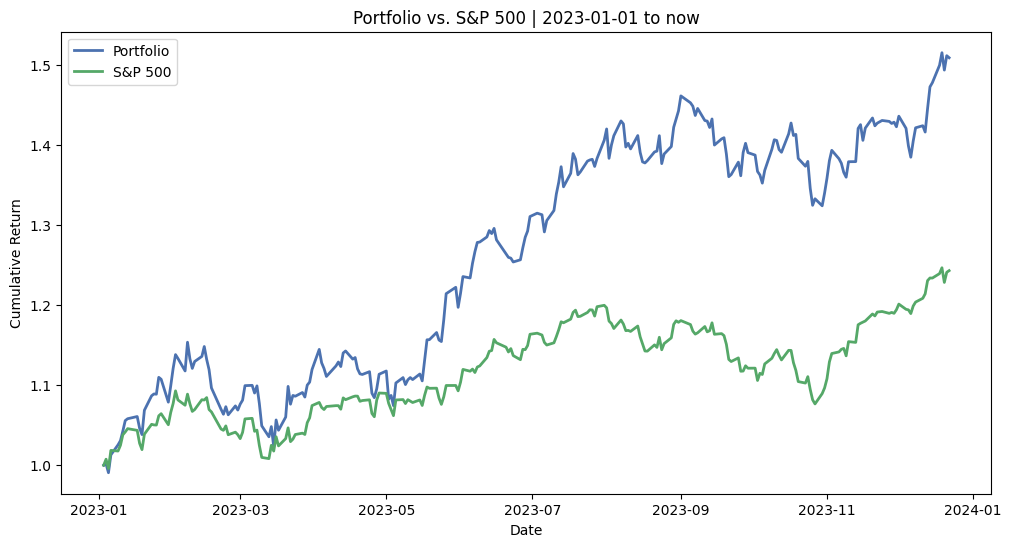 Portfolio vs. S&P 500 | 2023-01-01 to now
Portfolio
S&P 500
Cumulative Return
1.5
1.4
1.3
1.2
1.1
1.0
2023-01
2023-03
2023-05
2023-07
2023-09
2023-11
2024-01
Date